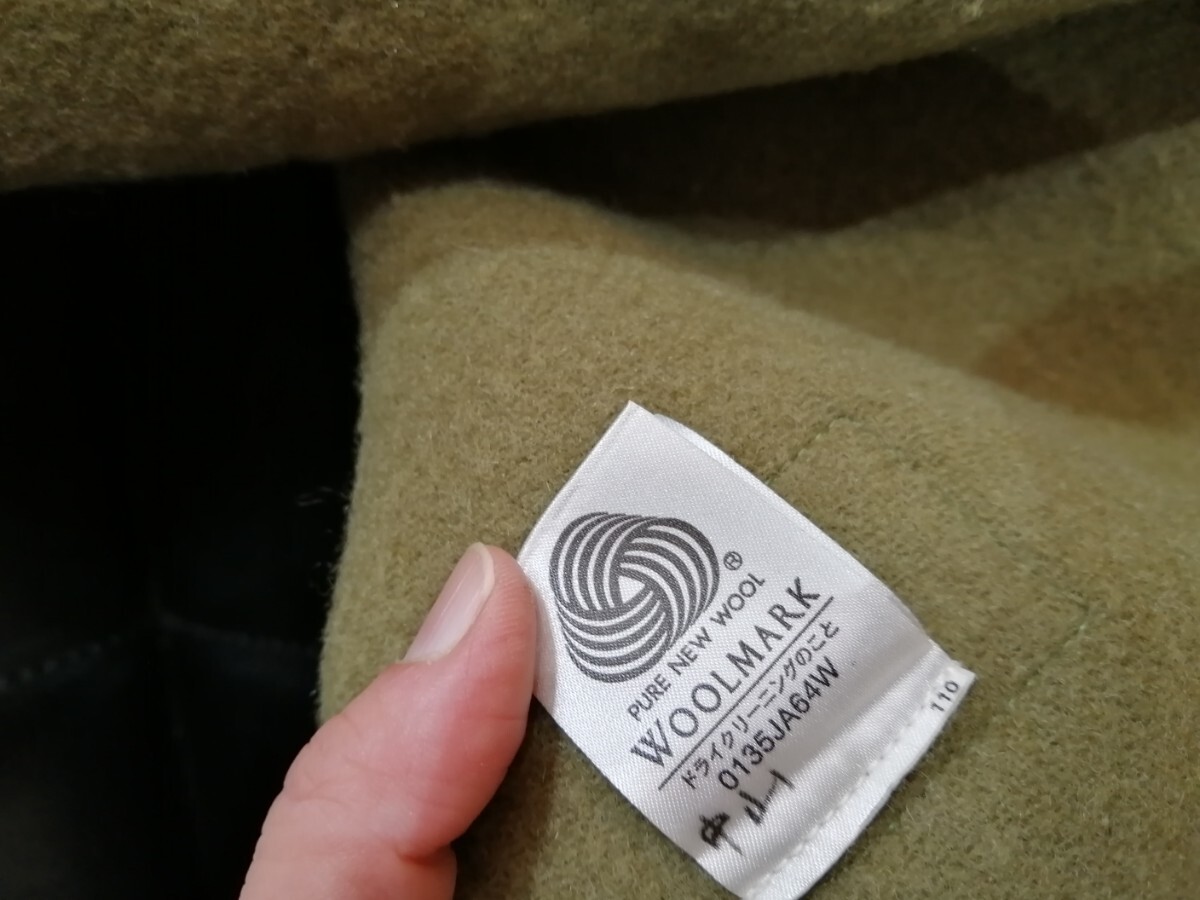 ®
PURE NEW WOOL
WOOLMARK
ドライクリーニングのこと
0135JA64W
中山
110